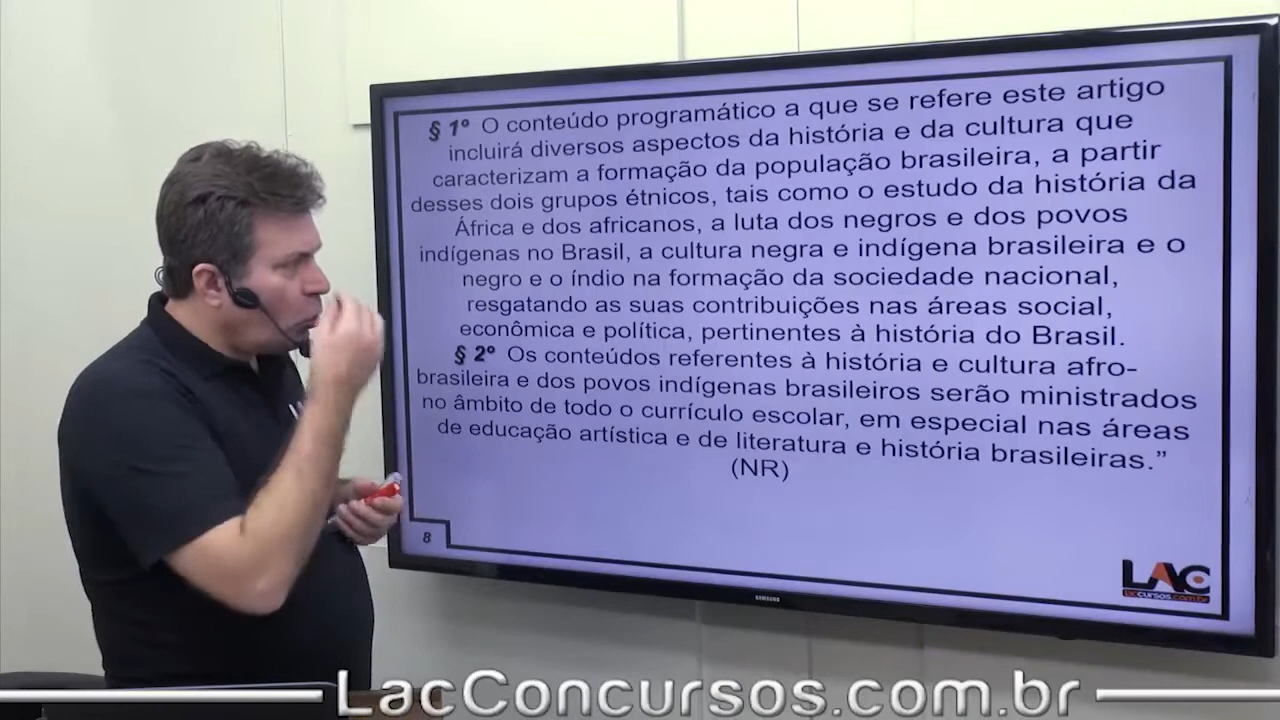 § 1º O conteúdo programático a que se refere este artigo
incluirá diversos aspectos da história e da cultura que
caracterizam a formação da população brasileira, a partir
desses dois grupos étnicos, tais como o estudo da história da
África e dos africanos, a luta dos negros e dos povos
indígenas no Brasil, a cultura negra e indígena brasileira e o
negro e o índio na formação da sociedade nacional,
resgatando as suas contribuições nas áreas social,
econômica e política, pertinentes à história do Brasil.
§ 2º Os conteúdos referentes à história e cultura afro-
brasileira e dos povos indígenas brasileiros serão ministrados
no âmbito de todo o currículo escolar, em especial nas áreas
de educação artística e de literatura e história brasileiras.”
(NR)
8
LAC
laccursos.com.br
SAMSUNG
LacConcursos.com.br